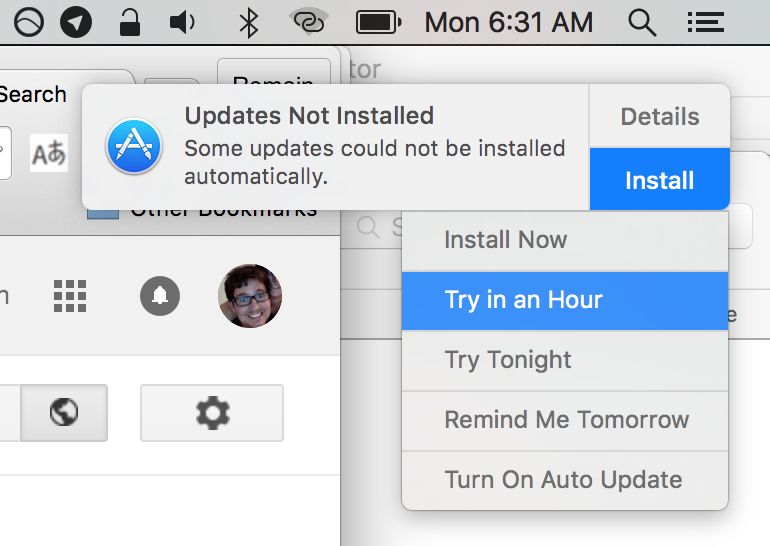 Mon 6:31 AM
tor
Search
Aあ
Updates Not Installed
Some updates could not be installed
automatically.
Details
Install
Other Bookmarks
Install Now
Try in an Hour
Try Tonight
Remind Me Tomorrow
Turn On Auto Update